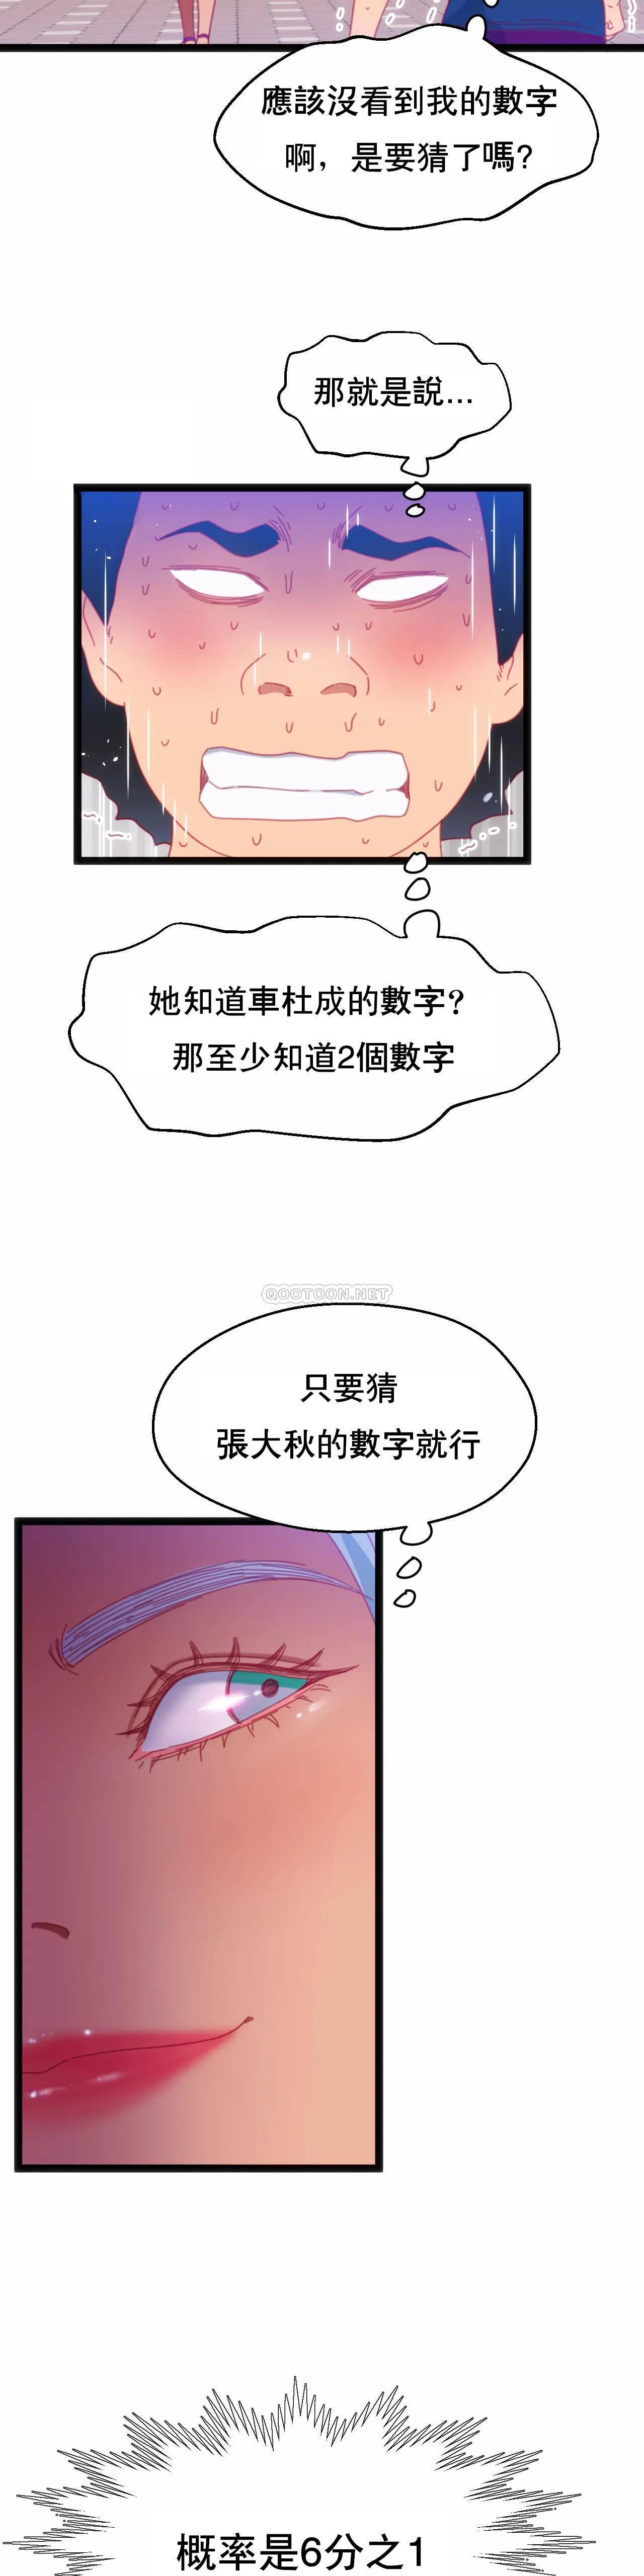 應該沒看到我的數字
啊，是要猜了嗎？
那就是說...
她知道車杜成的數字？
那至少知道2個數字
QOOTOON.NET
只要猜
張大秋的數字就行
概率是6分之1